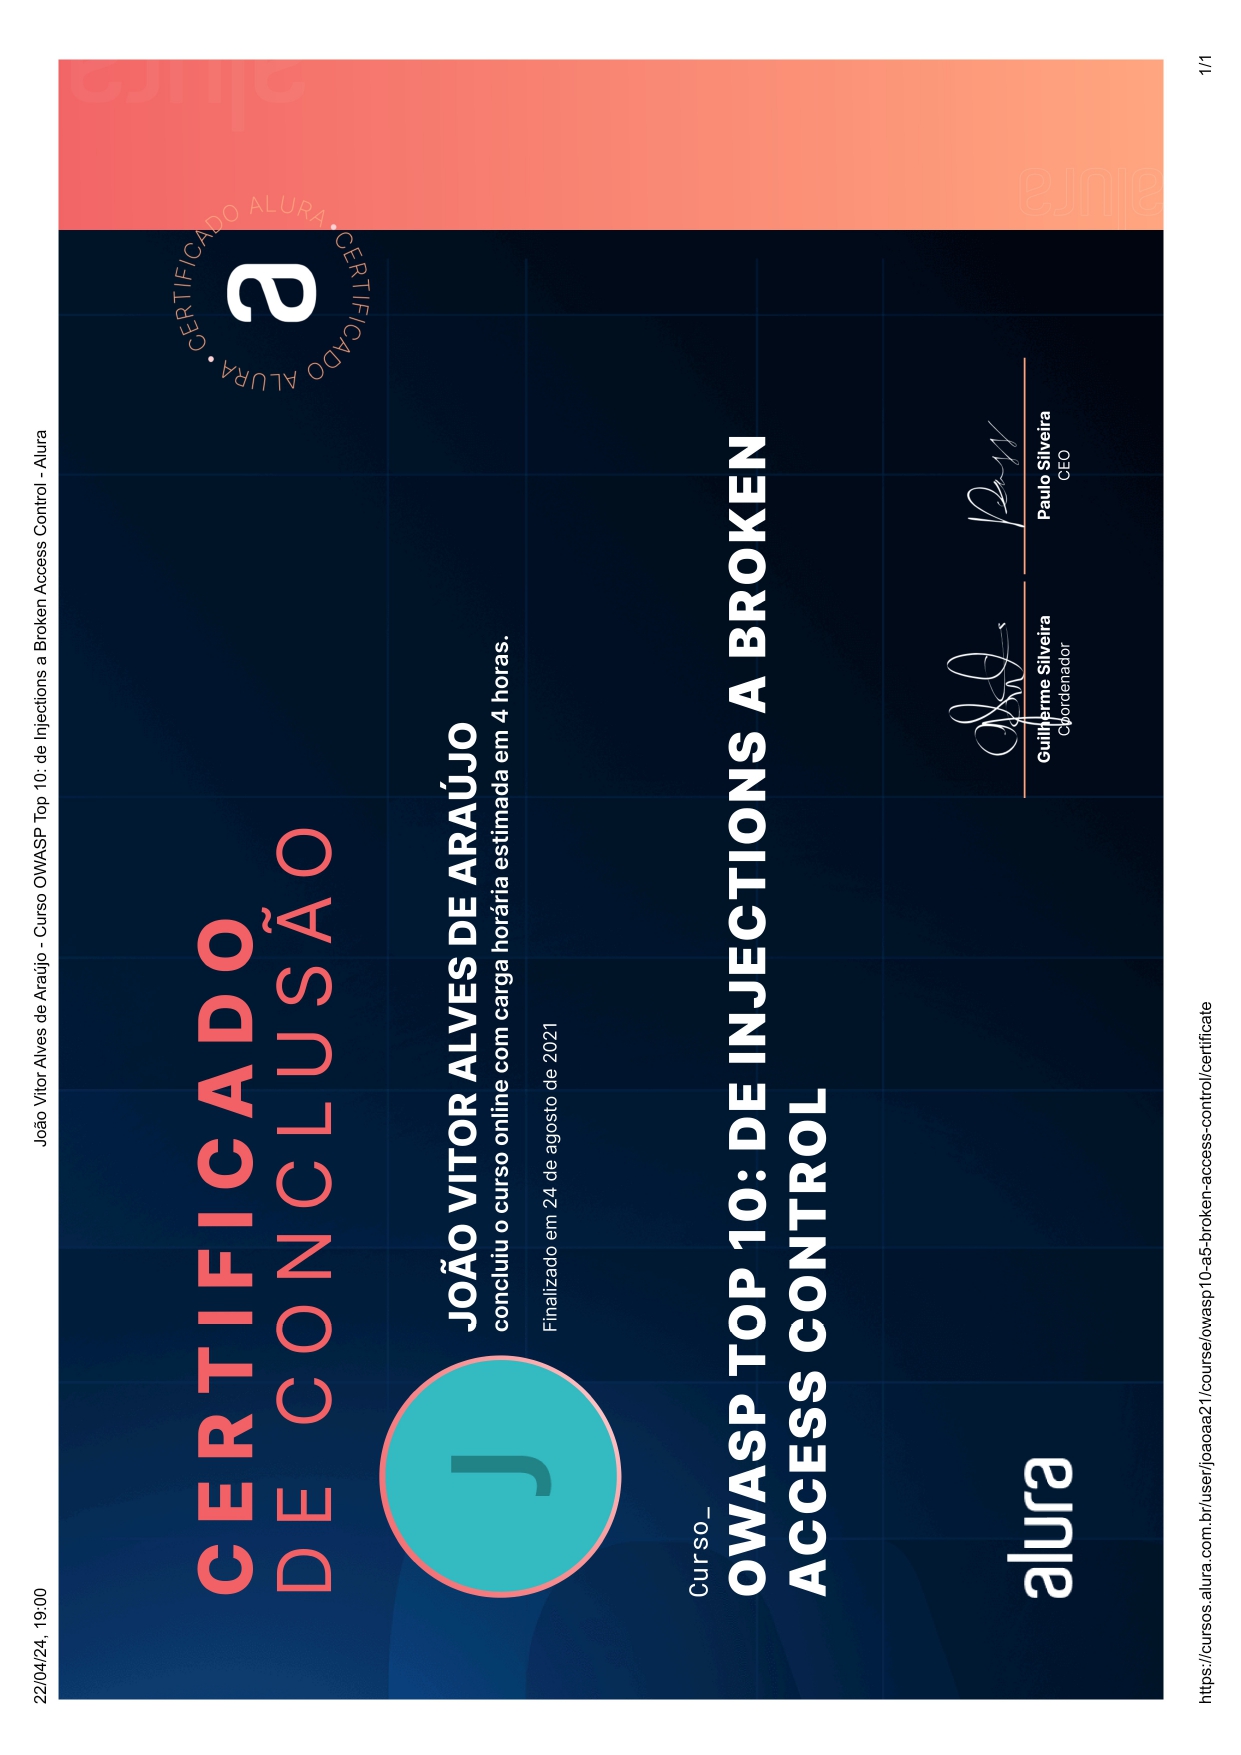 22/04/24, 19:00
João Vitor Alves de Araújo - Curso OWASP Top 10: de Injections a Broken Access Control - Alura
alura
alura
CERTIFICADO
DE CONCLUSÃO
CERTIFICADO ALURA • CERTIFICADO ALURA •
a
J
JOÃO VITOR ALVES DE ARAÚJO
concluiu o curso online com carga horária estimada em 4 horas.
Finalizado em 24 de agosto de 2021
Curso_
OWASP TOP 10: DE INJECTIONS A BROKEN
ACCESS CONTROL
alura
Guilherme Silveira
Coordenador
Paulo Silveira
CEO
https://cursos.alura.com.br/user/joaoaa21/course/owasp10-a5-broken-access-control/certificate
1/1